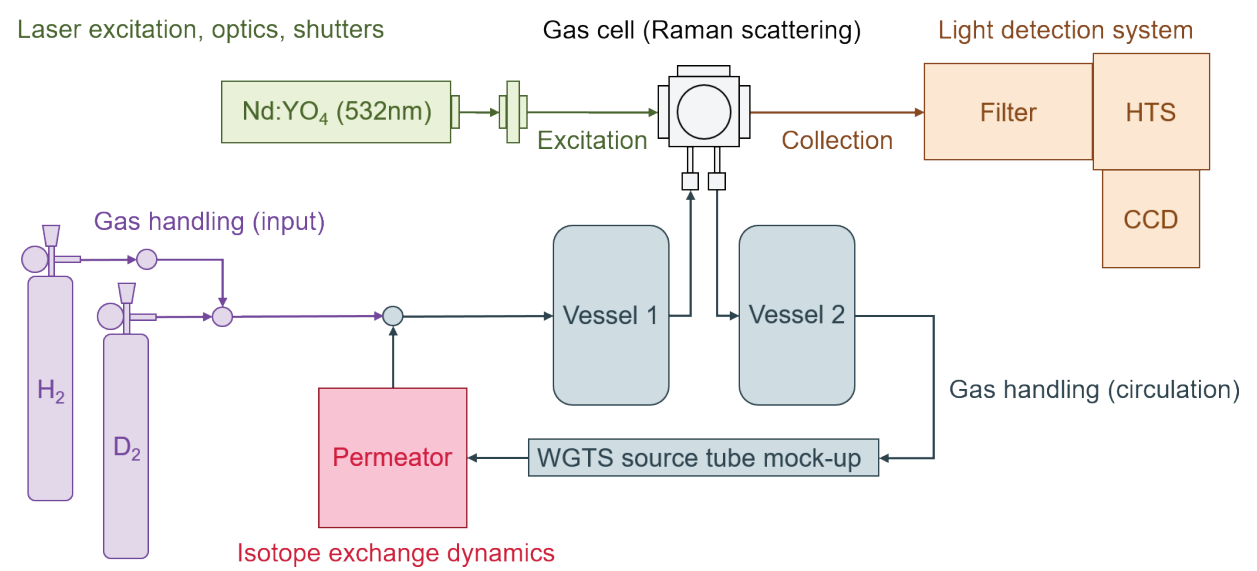 Laser excitation, optics, shutters
Gas cell (Raman scattering)
Light detection system
Nd:YO₄ (532nm)
Excitation
Collection
Filter
HTS
CCD
Gas handling (input)
H₂
D₂
Vessel 1
Vessel 2
Gas handling (circulation)
Permeator
WGTS source tube mock-up
Isotope exchange dynamics